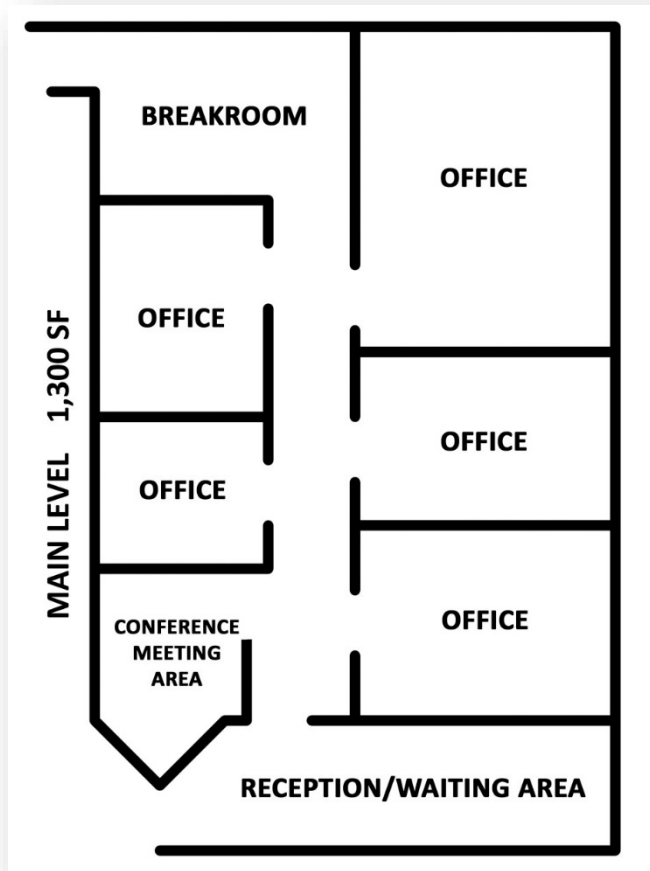 BREAKROOM
OFFICE
OFFICE
MAIN LEVEL 1,300 SF
OFFICE
OFFICE
CONFERENCE
MEETING
AREA
OFFICE
RECEPTION/WAITING AREA